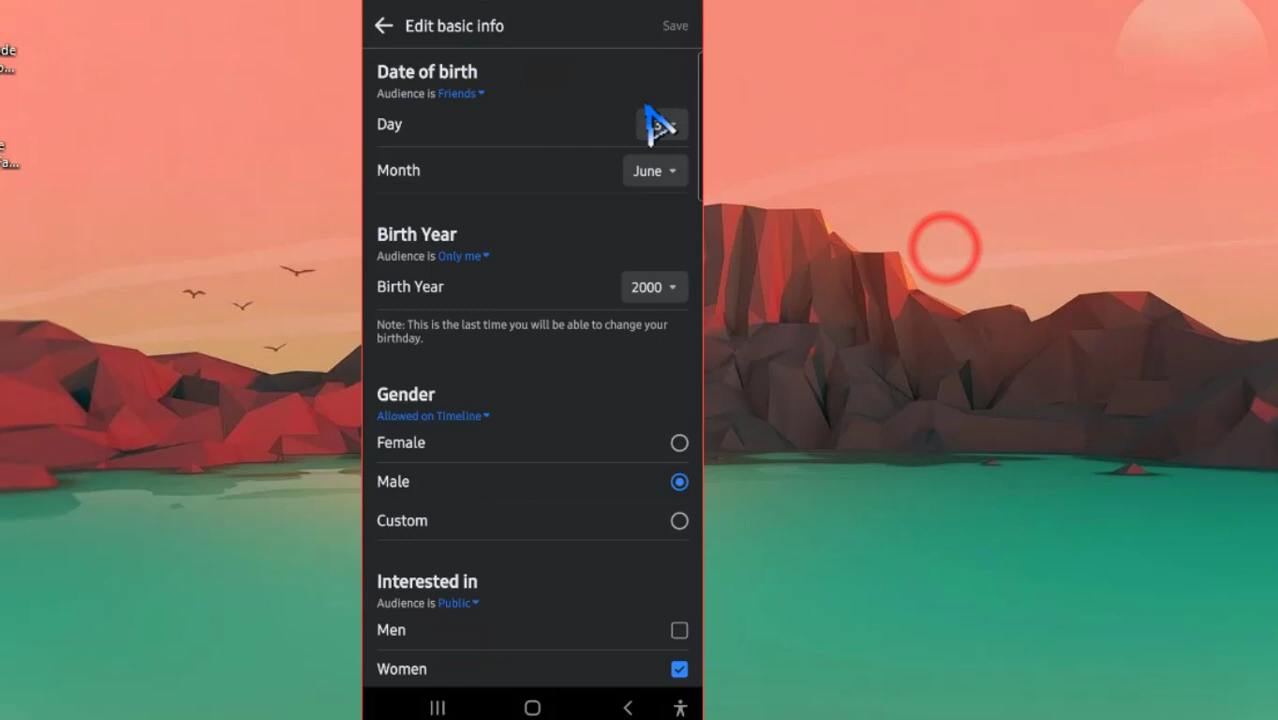 de
o...
e
a...
Edit basic info
Save
Date of birth
Audience is Friends
Day
Month
June
Birth Year
Audience is Only me
Birth Year
2000
Note: This is the last time you will be able to change your
birthday.
Gender
Allowed on Timeline
Female
Male
Custom
Interested in
Audience is Public
Men
Women